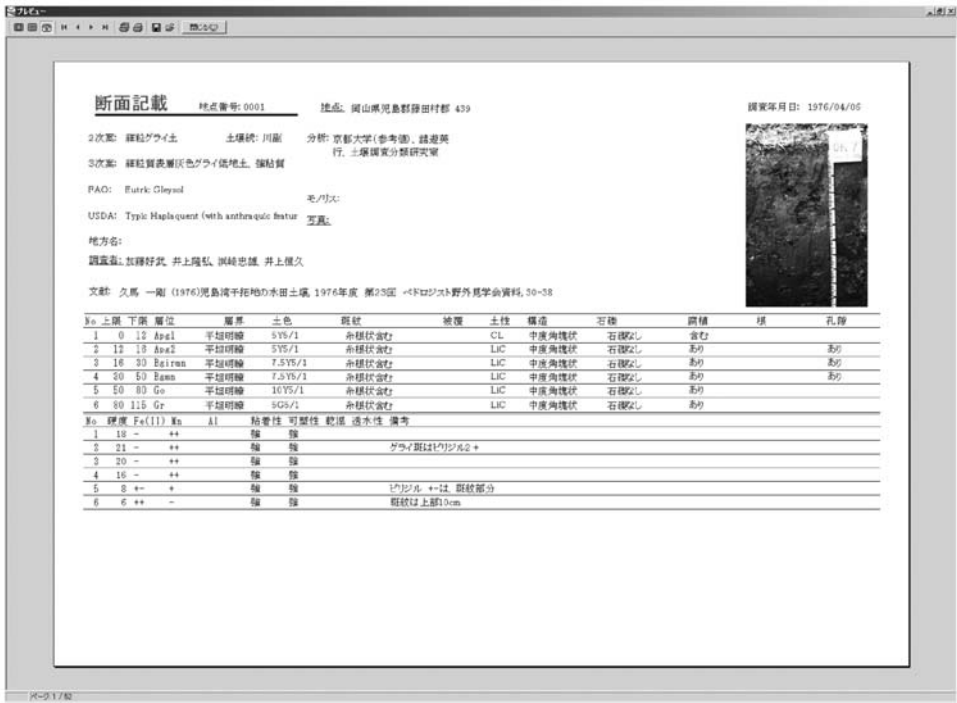 プレビュー
閉じる(C)
断面記載 地点番号: 0001 地点: 岡山県児島郡藤田村都 439 調査年月日: 1976/04/06
2次案: 細粒グライ土 土壌統: 川副 分析: 京都大学(参考値)、諸遊英
行、土壌調査分類研究室
3次案: 細粒質表層灰色グライ低地土、強粘質
FAO: Eutric Gleysol
モノリス:
USDA: Typic Haplaquent (with anthraquic featur 写真:
地方名:
調査者: 加藤好武、井上隆弘、浜崎忠雄、井上恒久
文献: 久馬 一剛 (1976)児島湾干拓地の水田土壌, 1976年度 第23回 ペドロジスト野外見学会資料, 30-38
No 上限 下限 層位 層界 土色 斑紋 被覆 土性 構造 石礫 腐植 根 孔隙
1 0 12 Apg1 平坦明瞭 5Y5/1 糸根状含む CL 中度角塊状 石礫なし 含む
2 12 16 Apg2 平坦明瞭 5Y5/1 糸根状含む LiC 中度角塊状 石礫なし あり あり
3 16 30 Bgirmn 平坦明瞭 7.5Y5/1 糸根状含む LiC 中度角塊状 石礫なし あり あり
4 30 50 Bgmn 平坦明瞭 7.5Y5/1 糸根状含む LiC 中度角塊状 石礫なし あり あり
5 50 80 Go 平坦明瞭 10Y5/1 糸根状含む LiC 中度角塊状 石礫なし あり
6 80 115 Gr 平坦明瞭 5G5/1 糸根状含む LiC 中度角塊状 石礫なし あり
No 硬度 Fe(II) Mn Al 粘着性 可塑性 乾湿 透水性 備考
1 18 - ++ 強 強
2 21 - ++ 強 強 グライ斑はピリジル2 +
3 20 - ++ 強 強
4 16 - ++ 強 強
5 8 +- + 強 強 ピリジル +-は、斑紋部分
6 6 ++ - 強 強 斑紋は上部10cm
ページ: 1 / 52